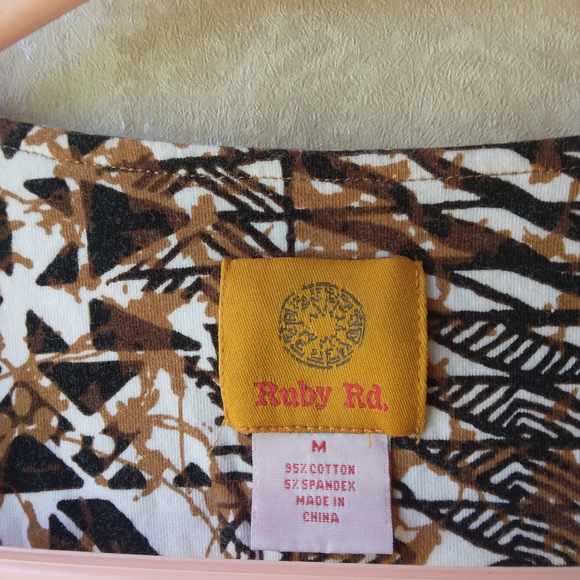 Ruby Rd.
M
95% COTTON
5% SPANDEX
MADE IN
CHINA